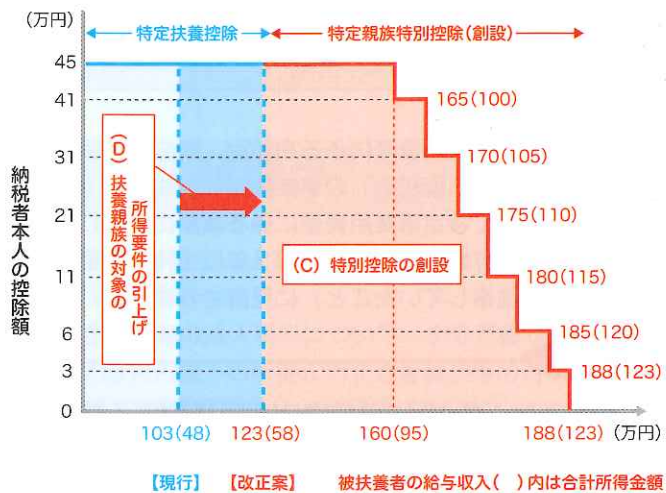 (万円)
特定扶養控除
特定親族特別控除(創設)
45
41
31
21
11
6
3
0
納税者本人の控除額
165(100)
170(105)
175(110)
180(115)
185(120)
188(123)
(D) 扶養親族の対象の
所得要件の引上げ
(C) 特別控除の創設
103(48)
123(58)
160(95)
188(123)
(万円)
【現行】
【改正案】
被扶養者の給与収入( )内は合計所得金額